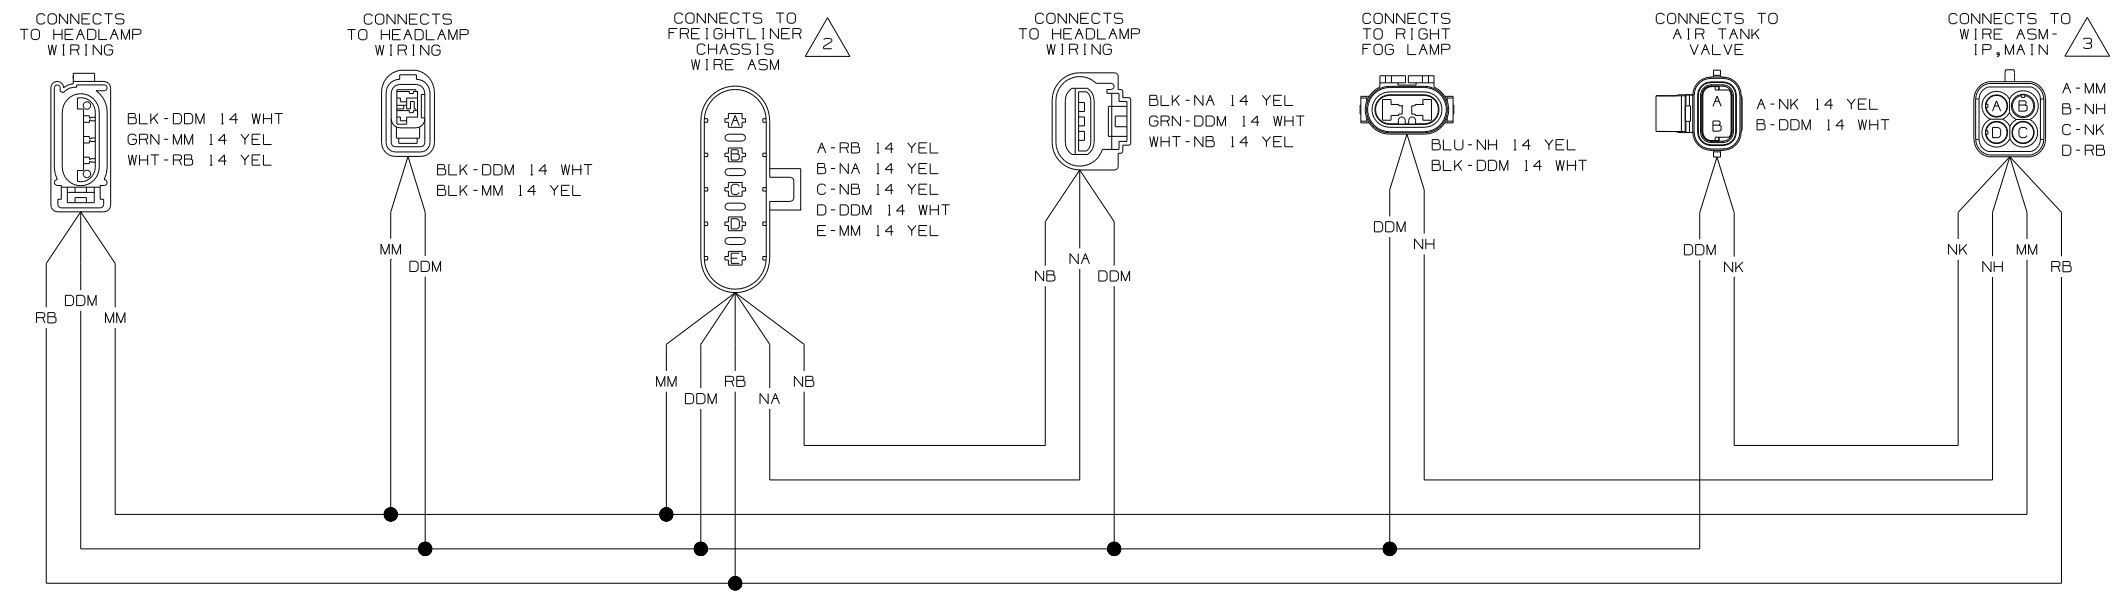 CONNECTS
TO HEADLAMP
WIRING
BLK-DDM 14 WHT
GRN-MM 14 YEL
WHT-RB 14 YEL
RB
DDM
MM
CONNECTS
TO HEADLAMP
WIRING
BLK-DDM 14 WHT
BLK-MM 14 YEL
MM
DDM
CONNECTS TO
FREIGHTLINER
CHASSIS
WIRE ASM
2
A
B
C
D
E
A-RB 14 YEL
B-NA 14 YEL
C-NB 14 YEL
D-DDM 14 WHT
E-MM 14 YEL
MM
DDM
RB
NA
NB
CONNECTS
TO HEADLAMP
WIRING
BLK-NA 14 YEL
GRN-DDM 14 WHT
WHT-NB 14 YEL
NB
NA
DDM
CONNECTS
TO RIGHT
FOG LAMP
BLU-NH 14 YEL
BLK-DDM 14 WHT
DDM
NH
CONNECTS TO
AIR TANK
VALVE
A
B
A-NK 14 YEL
B-DDM 14 WHT
DDM
NK
CONNECTS TO
WIRE ASM-
IP,MAIN
3
A
B
D
C
A-MM
B-NH
C-NK
D-RB
NK
NH
MM
RB